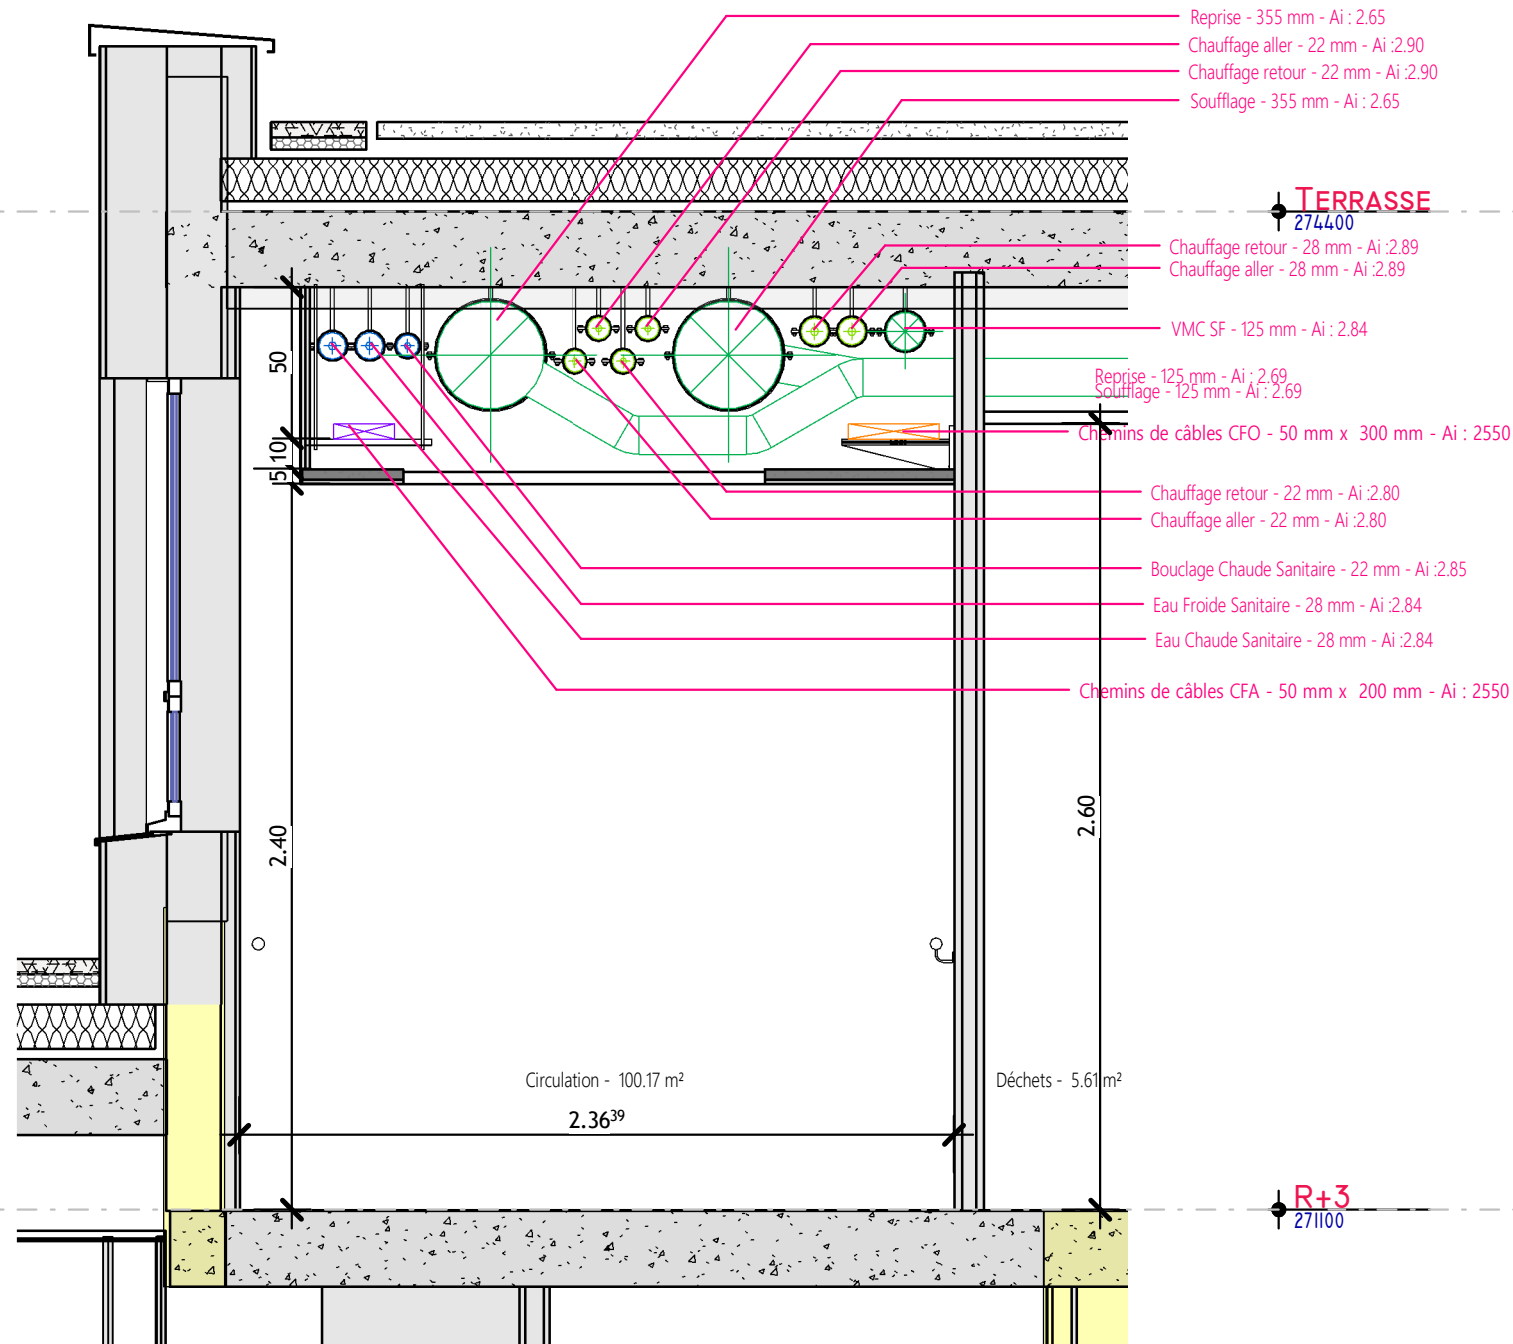 Reprise - 355 mm - Ai : 2.65
Chauffage aller - 22 mm - Ai :2.90
Chauffage retour - 22 mm - Ai :2.90
Soufflage - 355 mm - Ai : 2.65
TERRASSE
274400
Chauffage retour - 28 mm - Ai :2.89
Chauffage aller - 28 mm - Ai :2.89
VMC SF - 125 mm - Ai : 2.84
Reprise - 125 mm - Ai : 2.69
Soufflage - 125 mm - Ai : 2.69
Chemins de câbles CFO - 50 mm x 300 mm - Ai : 2550
50
10
5
Chauffage retour - 22 mm - Ai :2.80
Chauffage aller - 22 mm - Ai :2.80
Bouclage Chaude Sanitaire - 22 mm - Ai :2.85
Eau Froide Sanitaire - 28 mm - Ai :2.84
Eau Chaude Sanitaire - 28 mm - Ai :2.84
Chemins de câbles CFA - 50 mm x 200 mm - Ai : 2550
2.40
2.60
Circulation - 100.17 m²
Déchets - 5.61 m²
2.36³⁹
R+3
271100